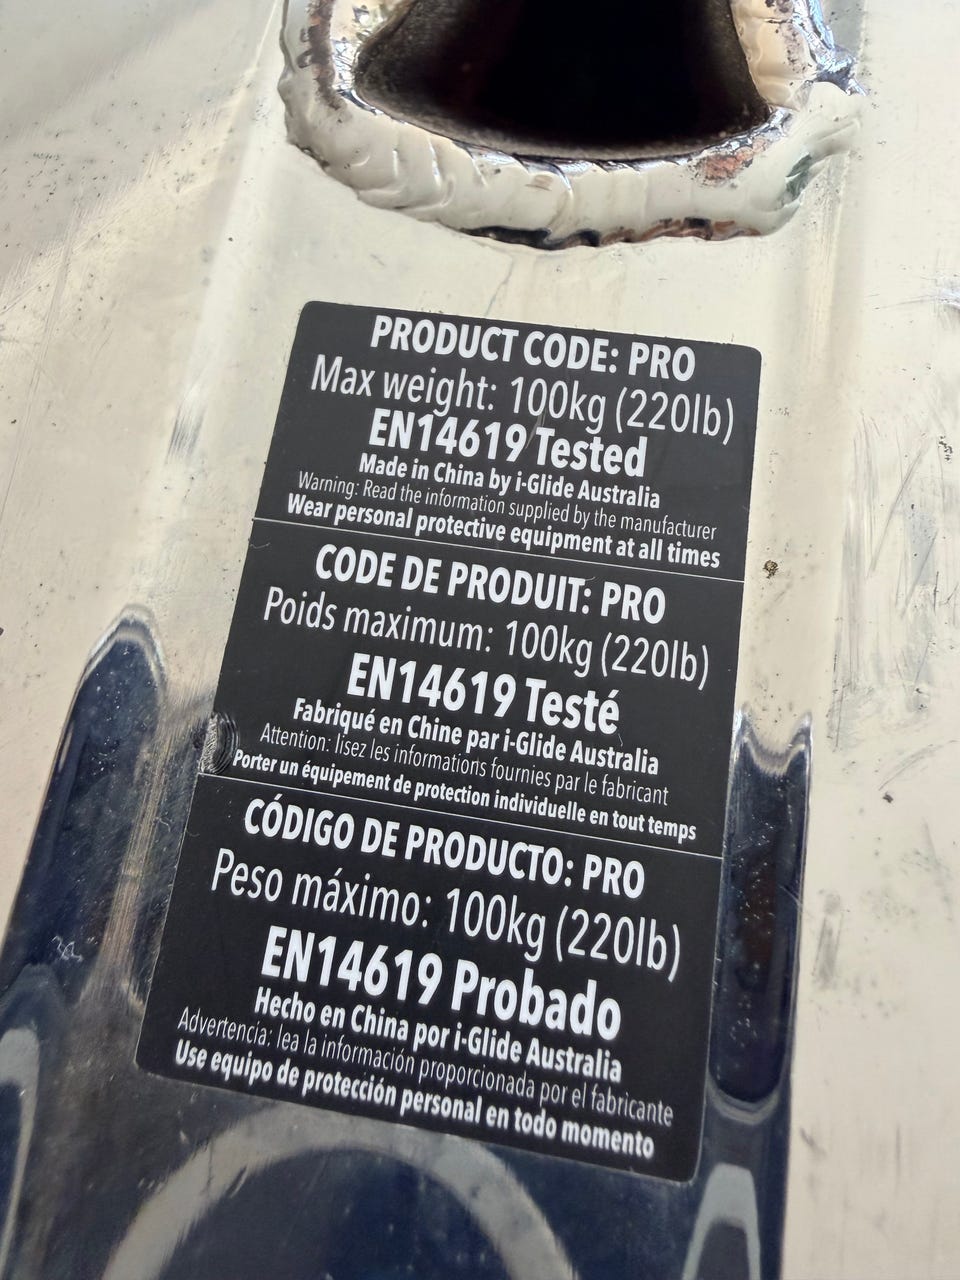 PRODUCT CODE: PRO
Max weight: 100kg (220lb)
EN14619 Tested
Made in China by i-Glide Australia
Warning: Read the information supplied by the manufacturer
Wear personal protective equipment at all times
CODE DE PRODUIT: PRO
Poids maximum: 100kg (220lb)
EN14619 Testé
Fabriqué en Chine par i-Glide Australia
Attention: lisez les informations fournies par le fabricant
Porter un équipement de protection individuelle en tout temps
CÓDIGO DE PRODUCTO: PRO
Peso máximo: 100kg (220lb)
EN14619 Probado
Hecho en China por i-Glide Australia
Advertencia: lea la información proporcionada por el fabricante
Use equipo de protección personal en todo momento